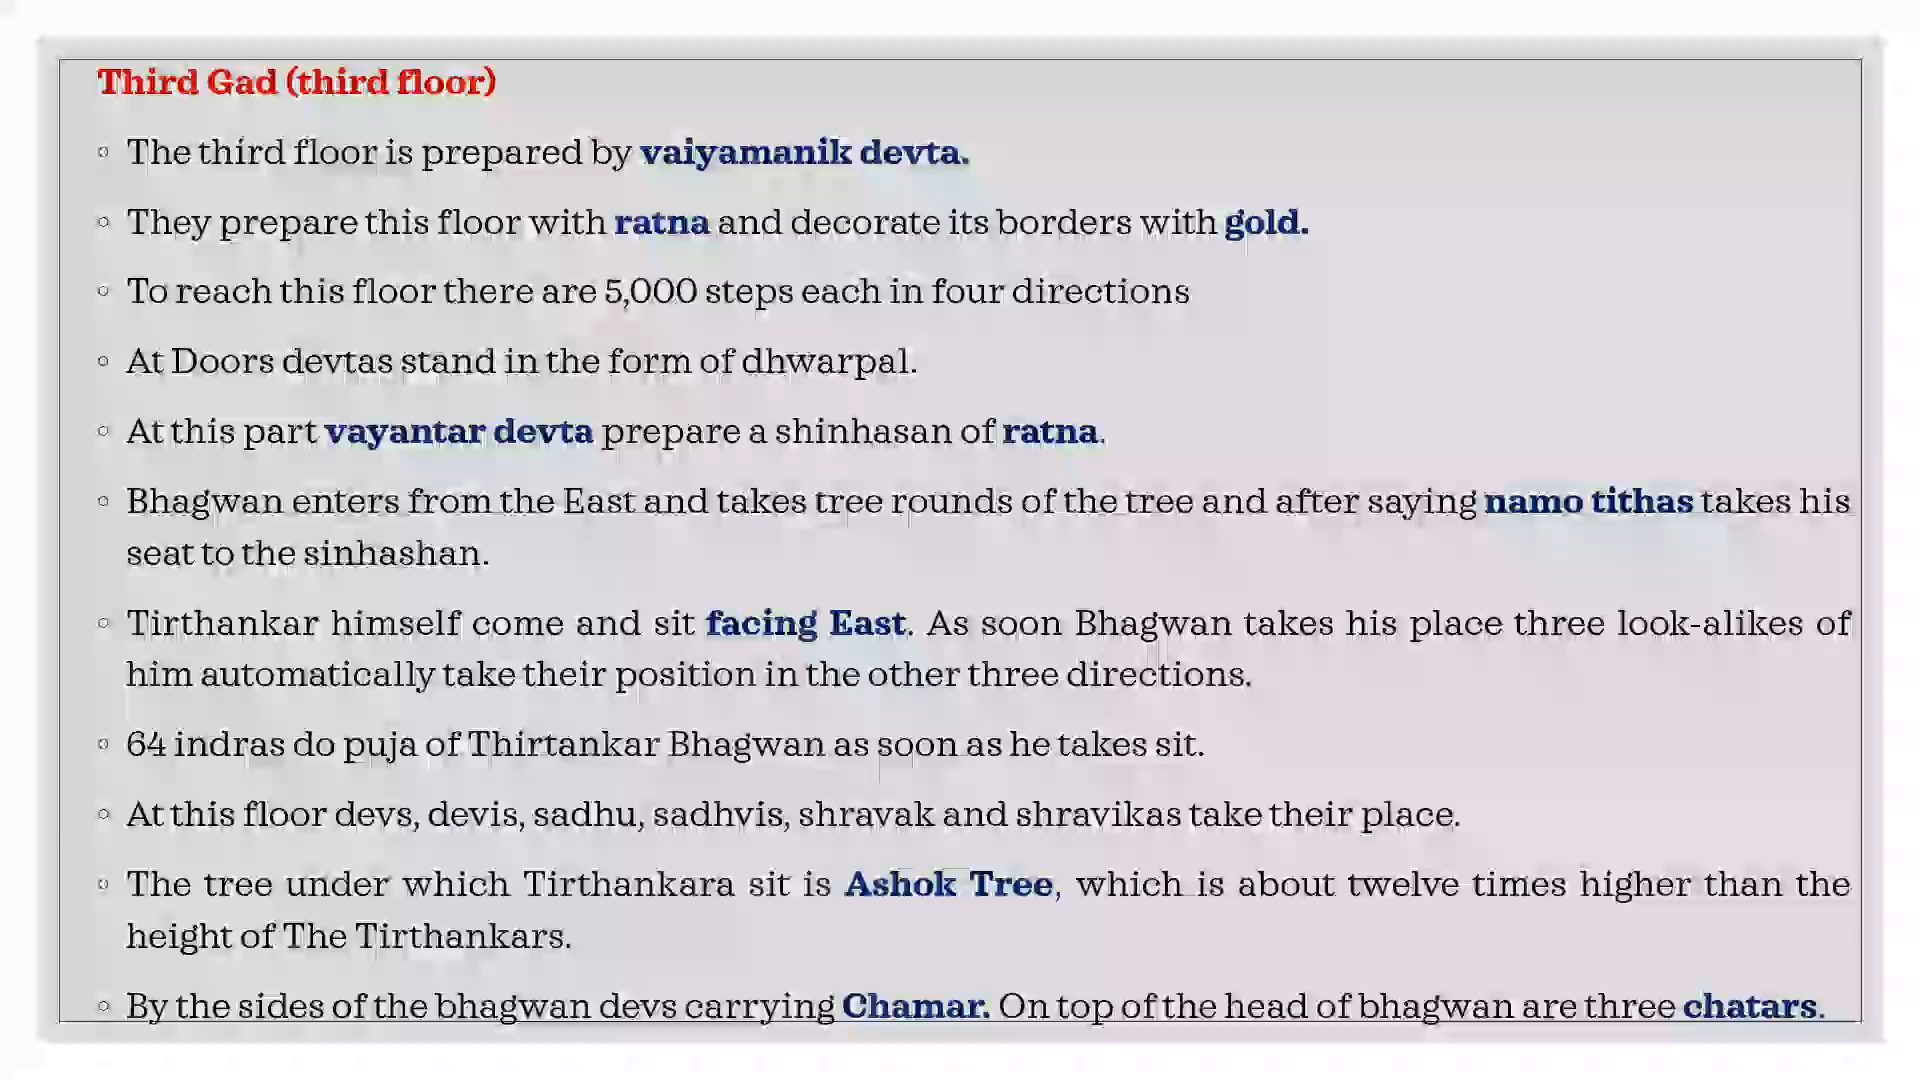 Third Gad (third floor)
The third floor is prepared by vaiyamanik devta.
They prepare this floor with ratna and decorate its borders with gold.
To reach this floor there are 5,000 steps each in four directions
At Doors devtas stand in the form of dhwarpal.
At this part vayantar devta prepare a shinhasan of ratna.
Bhagwan enters from the East and takes tree rounds of the tree and after saying namo tithas takes his
seat to the sinhashan.
Tirthankar himself come and sit facing East. As soon Bhagwan takes his place three look-alikes of
him automatically take their position in the other three directions.
64 indras do puja of Thirtankar Bhagwan as soon as he takes sit.
At this floor devs, devis, sadhu, sadhvis, shravak and shravikas take their place.
The tree under which Tirthankara sit is Ashok Tree, which is about twelve times higher than the
height of The Tirthankars.
By the sides of the bhagwan devs carrying Chamar. On top of the head of bhagwan are three chatars.